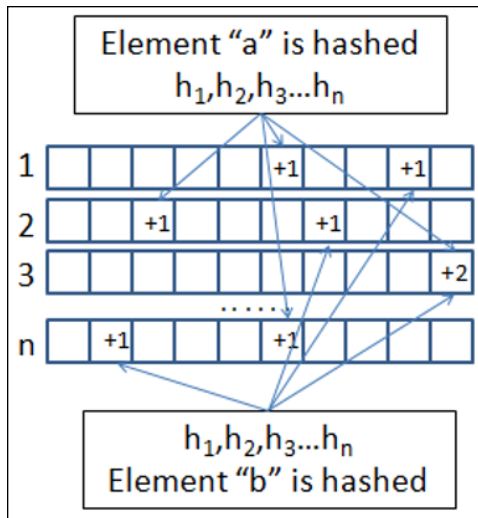 Element “a” is hashed
h₁,h₂,h₃...hₙ
1 +1 +1
2 +1 +1
3 +2
......
n +1 +1
h₁,h₂,h₃...hₙ
Element “b” is hashed